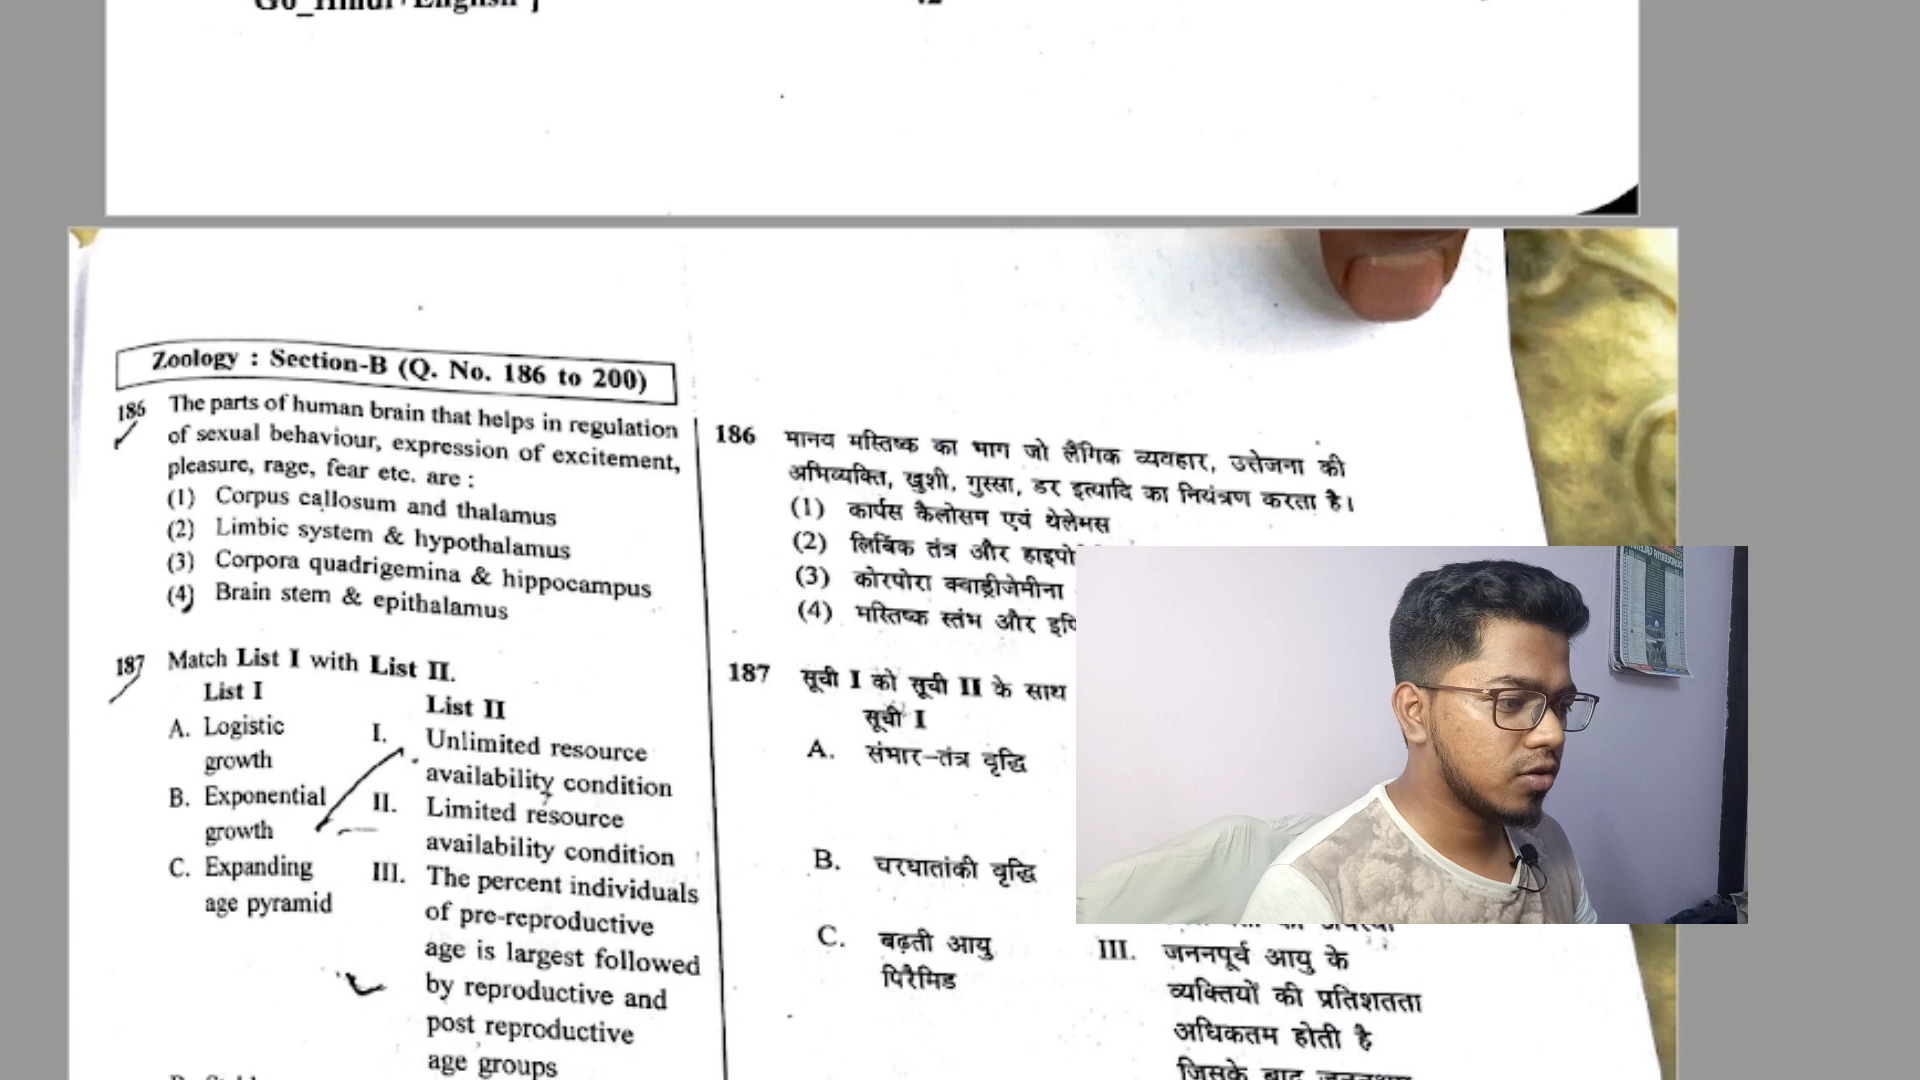 Zoology : Section-B (Q. No. 186 to 200)
186 The parts of human brain that helps in regulation
of sexual behaviour, expression of excitement,
pleasure, rage, fear etc. are :
(1) Corpus callosum and thalamus
(2) Limbic system & hypothalamus
(3) Corpora quadrigemina & hippocampus
(4) Brain stem & epithalamus
187 Match List I with List II.
List I
List II
A. Logistic
growth
I. Unlimited resource
availability condition
B. Exponential
growth
II. Limited resource
availability condition
C. Expanding
age pyramid
III. The percent individuals
of pre-reproductive
age is largest followed
by reproductive and
post reproductive
age groups
186 मानव मस्तिष्क का भाग जो लैंगिक व्यवहार, उत्तेजना की
अभिव्यक्ति, खुशी, गुस्सा, डर इत्यादि का नियंत्रण करता है।
(1) कार्पस कैलोसम एवं थेलेमस
(2) लिंबिक तंत्र और हाइपो
(3) कोरपोरा क्वाड्रीजेमीना
(4) मस्तिष्क स्तंभ और
187 सूची I को सूची II के साथ
सूची I
A. संभार-तंत्र वृद्धि
B. चरघातांकी वृद्धि
C. बढ़ती आयु
पिरैमिड
III. जननपूर्व आयु के
व्यक्तियों की प्रतिशतता
अधिकतम होती है
जिसके बाद